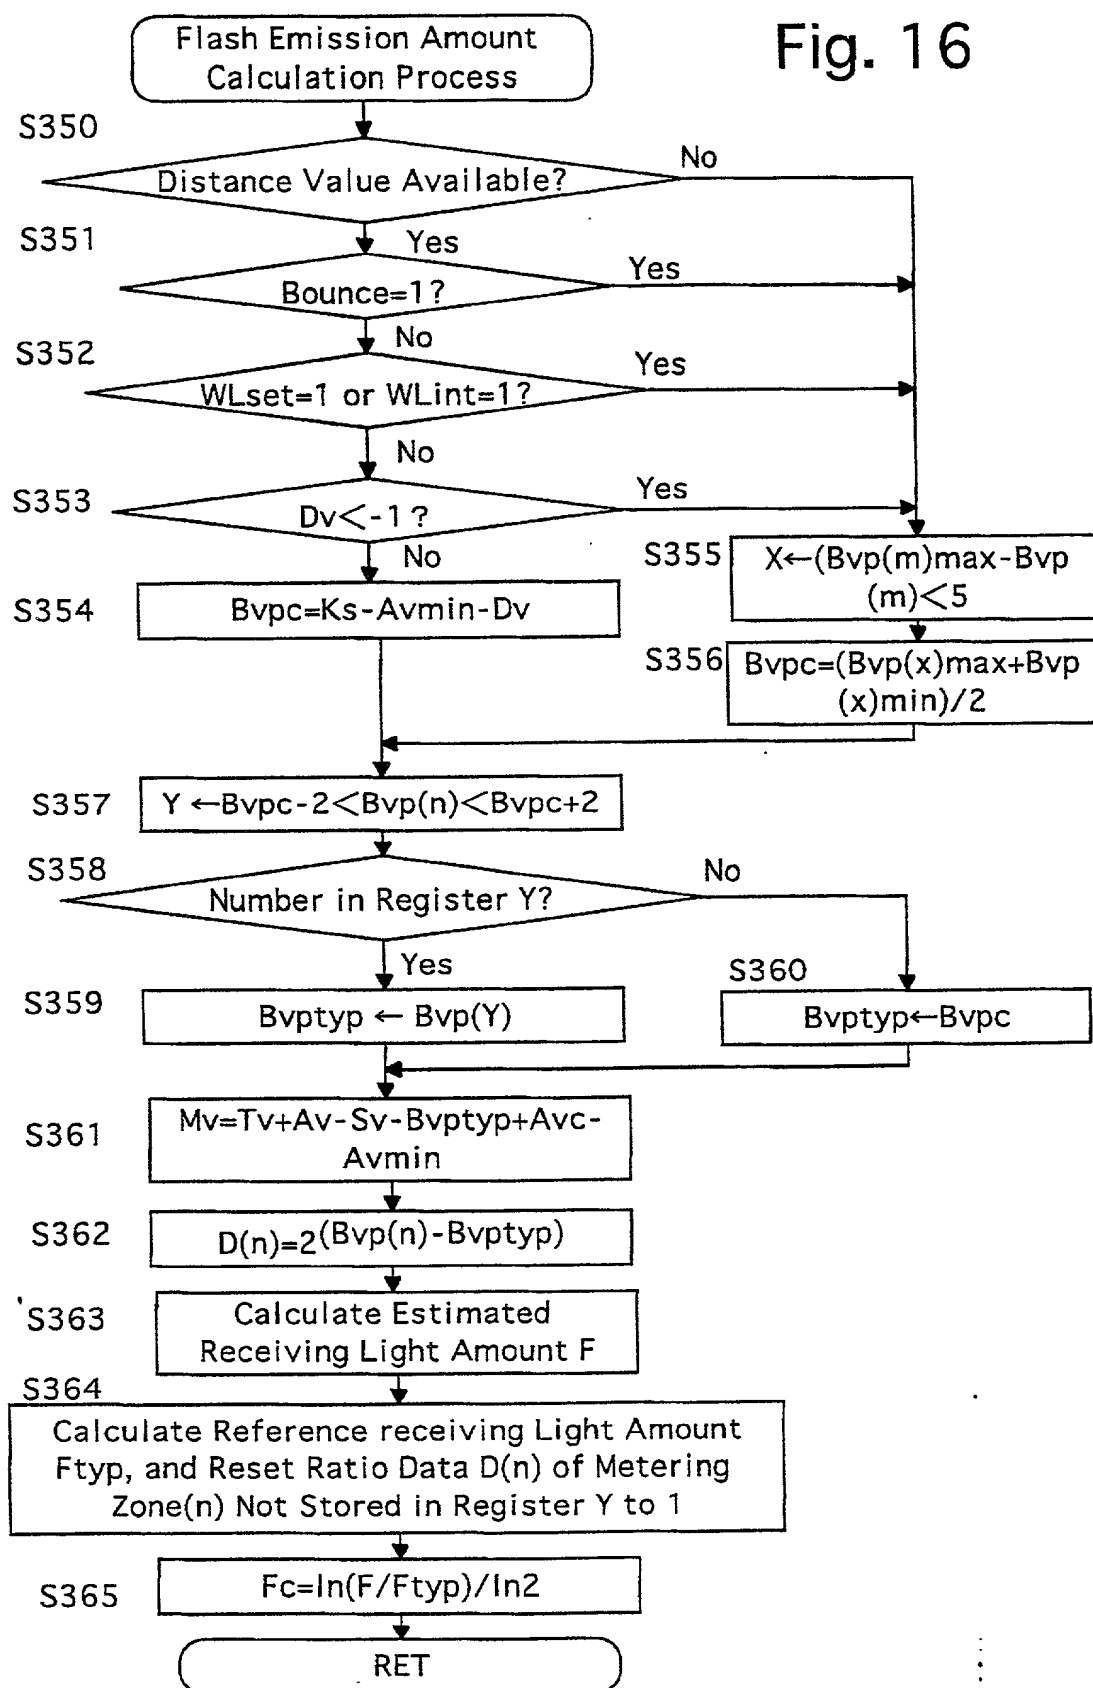 Fig. 16
Flash Emission Amount
Calculation Process
S350
Distance Value Available?
No
S351
Yes
Bounce=1?
Yes
No
S352
WLset=1 or WLint=1?
Yes
No
S353
Dv<-1?
Yes
No
S354
Bvpc=Ks-Avmin-Dv
S355
X←(Bvp(m)max-Bvp
(m)<5
S356
Bvpc=(Bvp(x)max+Bvp
(x)min)/2
S357
Y←Bvpc-2<Bvp(n)<Bvpc+2
S358
Number in Register Y?
No
Yes
S359
Bvptyp ← Bvp(Y)
S360
Bvptyp←Bvpc
S361
Mv=Tv+Av-Sv-Bvptyp+Avc-
Avmin
S362
D(n)=2(Bvp(n)-Bvptyp)
S363
Calculate Estimated
Receiving Light Amount F
S364
Calculate Reference receiving Light Amount
Ftyp, and Reset Ratio Data D(n) of Metering
Zone(n) Not Stored in Register Y to 1
S365
Fc=ln(F/Ftyp)/ln2
RET